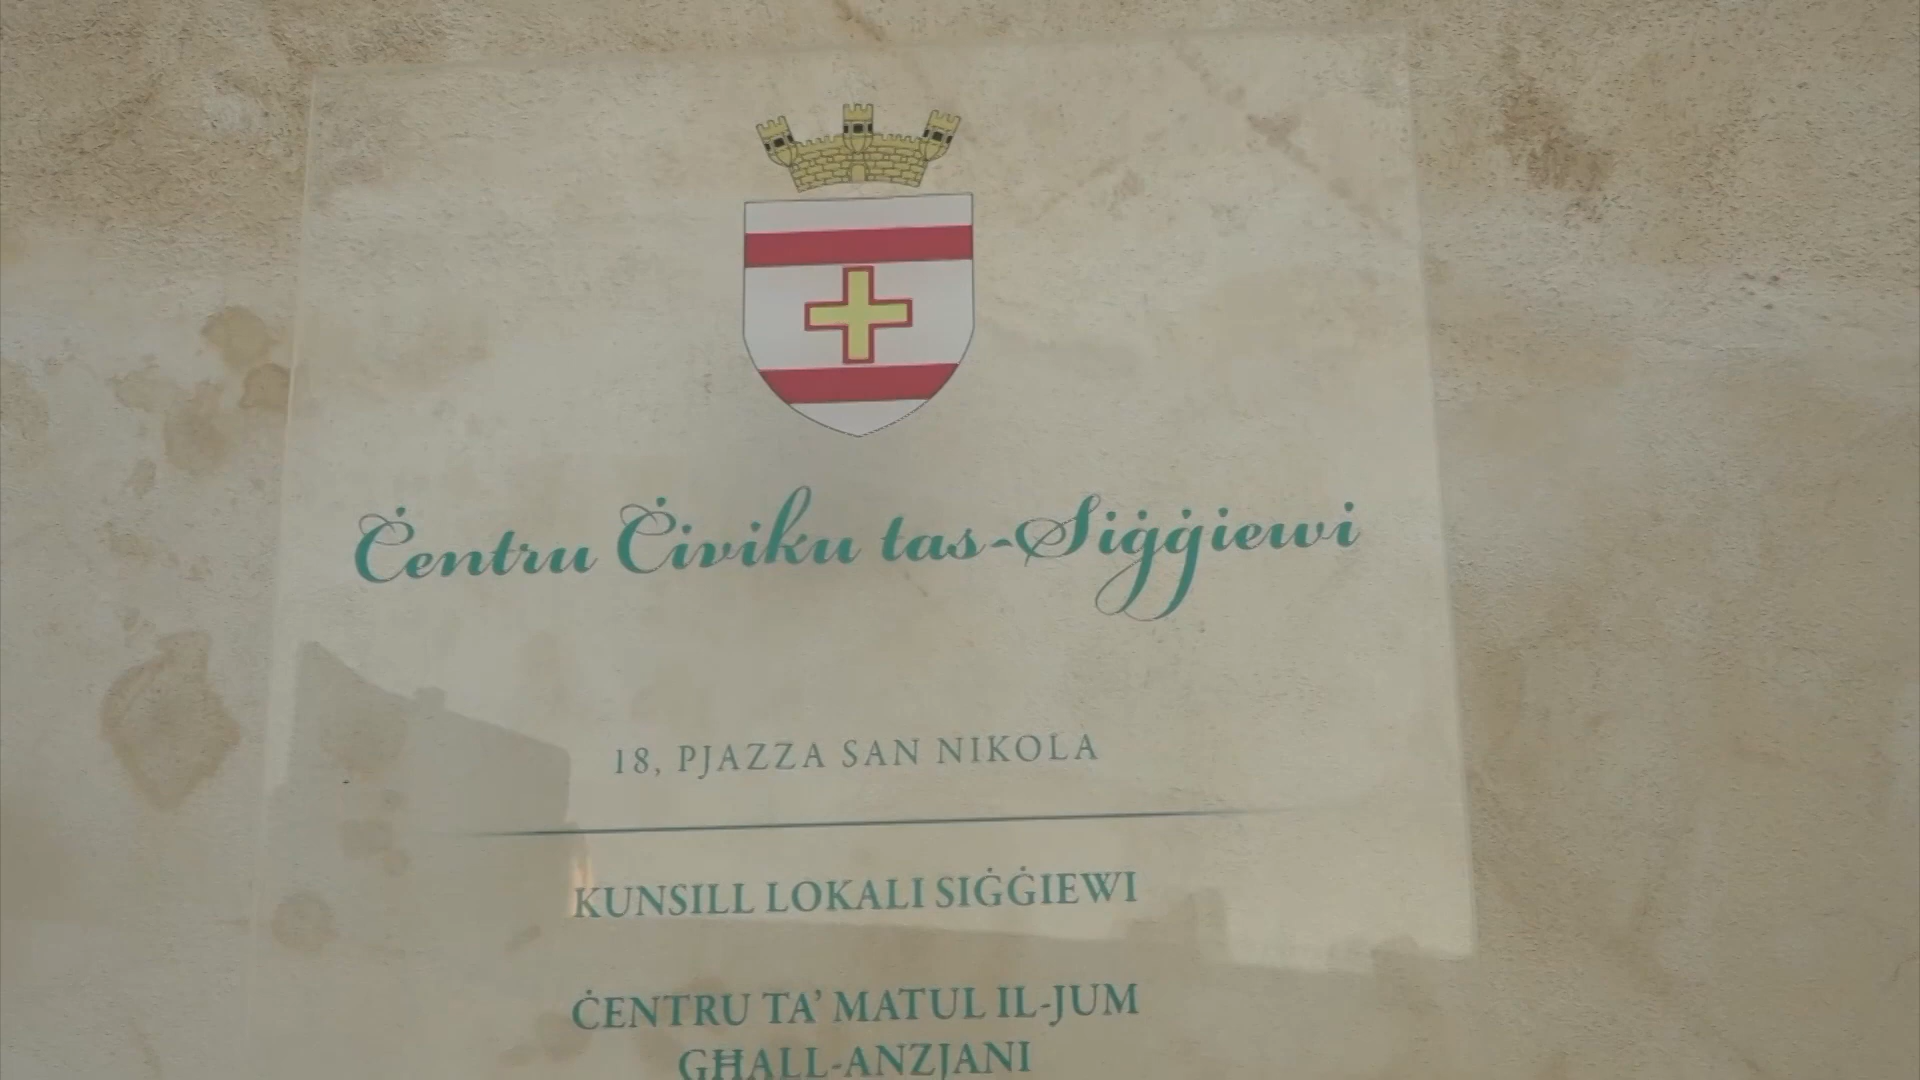 Ċentru Ċiviku tas-Siġġiewi
18, PJAZZA SAN NIKOLA
KUNSILL LOKALI SIĠĠIEWI
ĊENTRU TA’ MATUL IL-JUM
GĦALL-ANZJANI